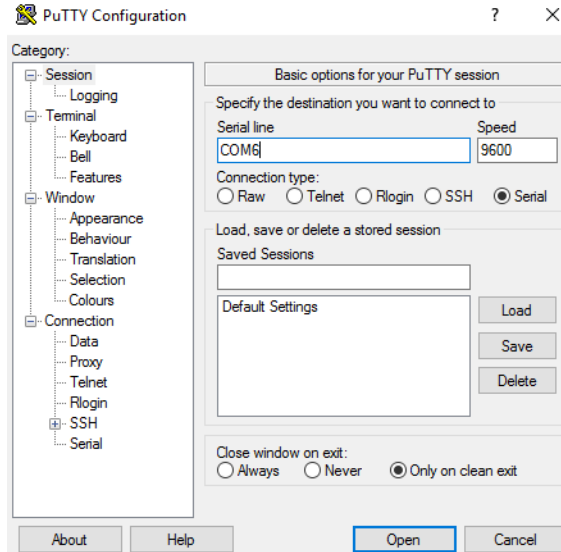 PuTTY Configuration
?
Category:
Session
Logging
Terminal
Keyboard
Bell
Features
Window
Appearance
Behaviour
Translation
Selection
Colours
Connection
Data
Proxy
Telnet
Rlogin
SSH
Serial
Basic options for your PuTTY session
Specify the destination you want to connect to
Serial line Speed
COM6 9600
Connection type:
Raw Telnet Rlogin SSH Serial
Load, save or delete a stored session
Saved Sessions
Default Settings
Load
Save
Delete
Close window on exit:
Always Never Only on clean exit
About Help Open Cancel